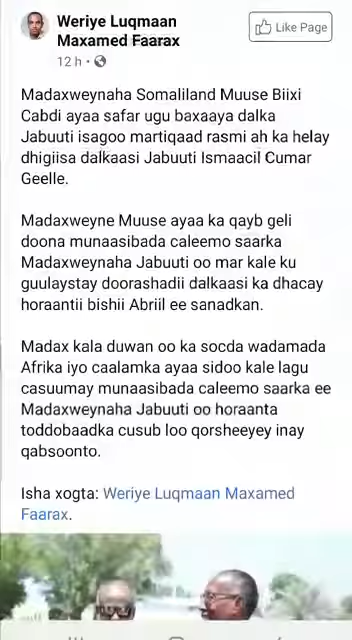 Weriye Luqmaan
Maxamed Faarax
Like Page
12 h •
Madaxweynaha Somaliland Muuse Biixi
Cabdi ayaa safar ugu baxaaya dalka
Jabuuti isagoo martiqaad rasmi ah ka helay
dhigiisa dalkaasi Jabuuti Ismaacil Cumar
Geelle.
Madaxweyne Muuse ayaa ka qayb geli
doona munaasibada caleemo saarka
Madaxweynaha Jabuuti oo mar kale ku
guulaystay doorashadii dalkaasi ka dhacay
horaantii bishii Abriil ee sanadkan.
Madax kala duwan oo ka socda wadamada
Afrika iyo caalamka ayaa sidoo kale lagu
casuumay munaasibada caleemo saarka ee
Madaxweynaha Jabuuti oo horaanta
toddobaadka cusub loo qorsheeyey inay
qabsoonto.
Isha xogta: Weriye Luqmaan Maxamed
Faarax.